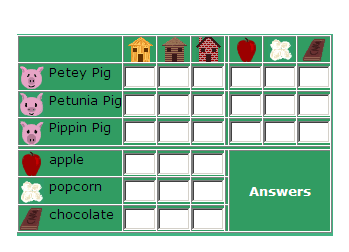 Petey Pig
Petunia Pig
Pippin Pig
apple
popcorn
Answers
chocolate